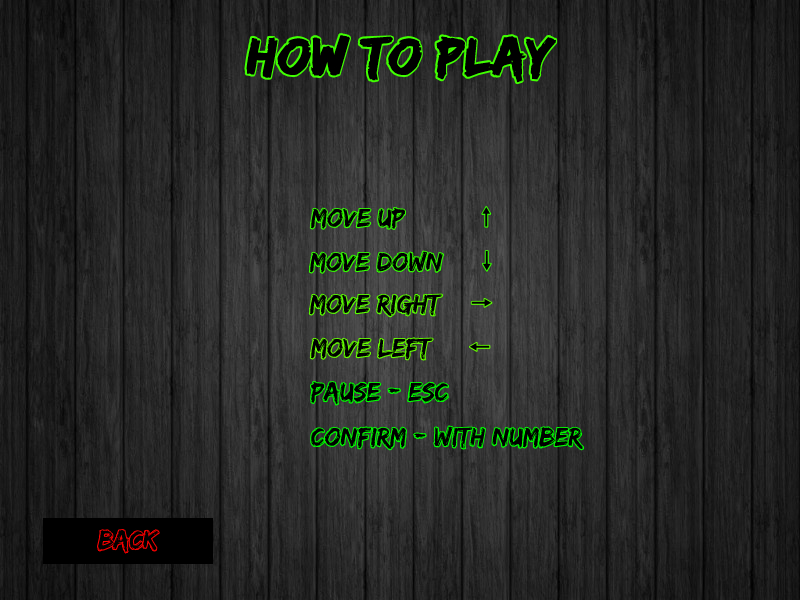 HOW TO PLAY
MOVE UP ↑
MOVE DOWN ↓
MOVE RIGHT →
MOVE LEFT ←
PAUSE - ESC
CONFIRM - WITH NUMBER
BACK